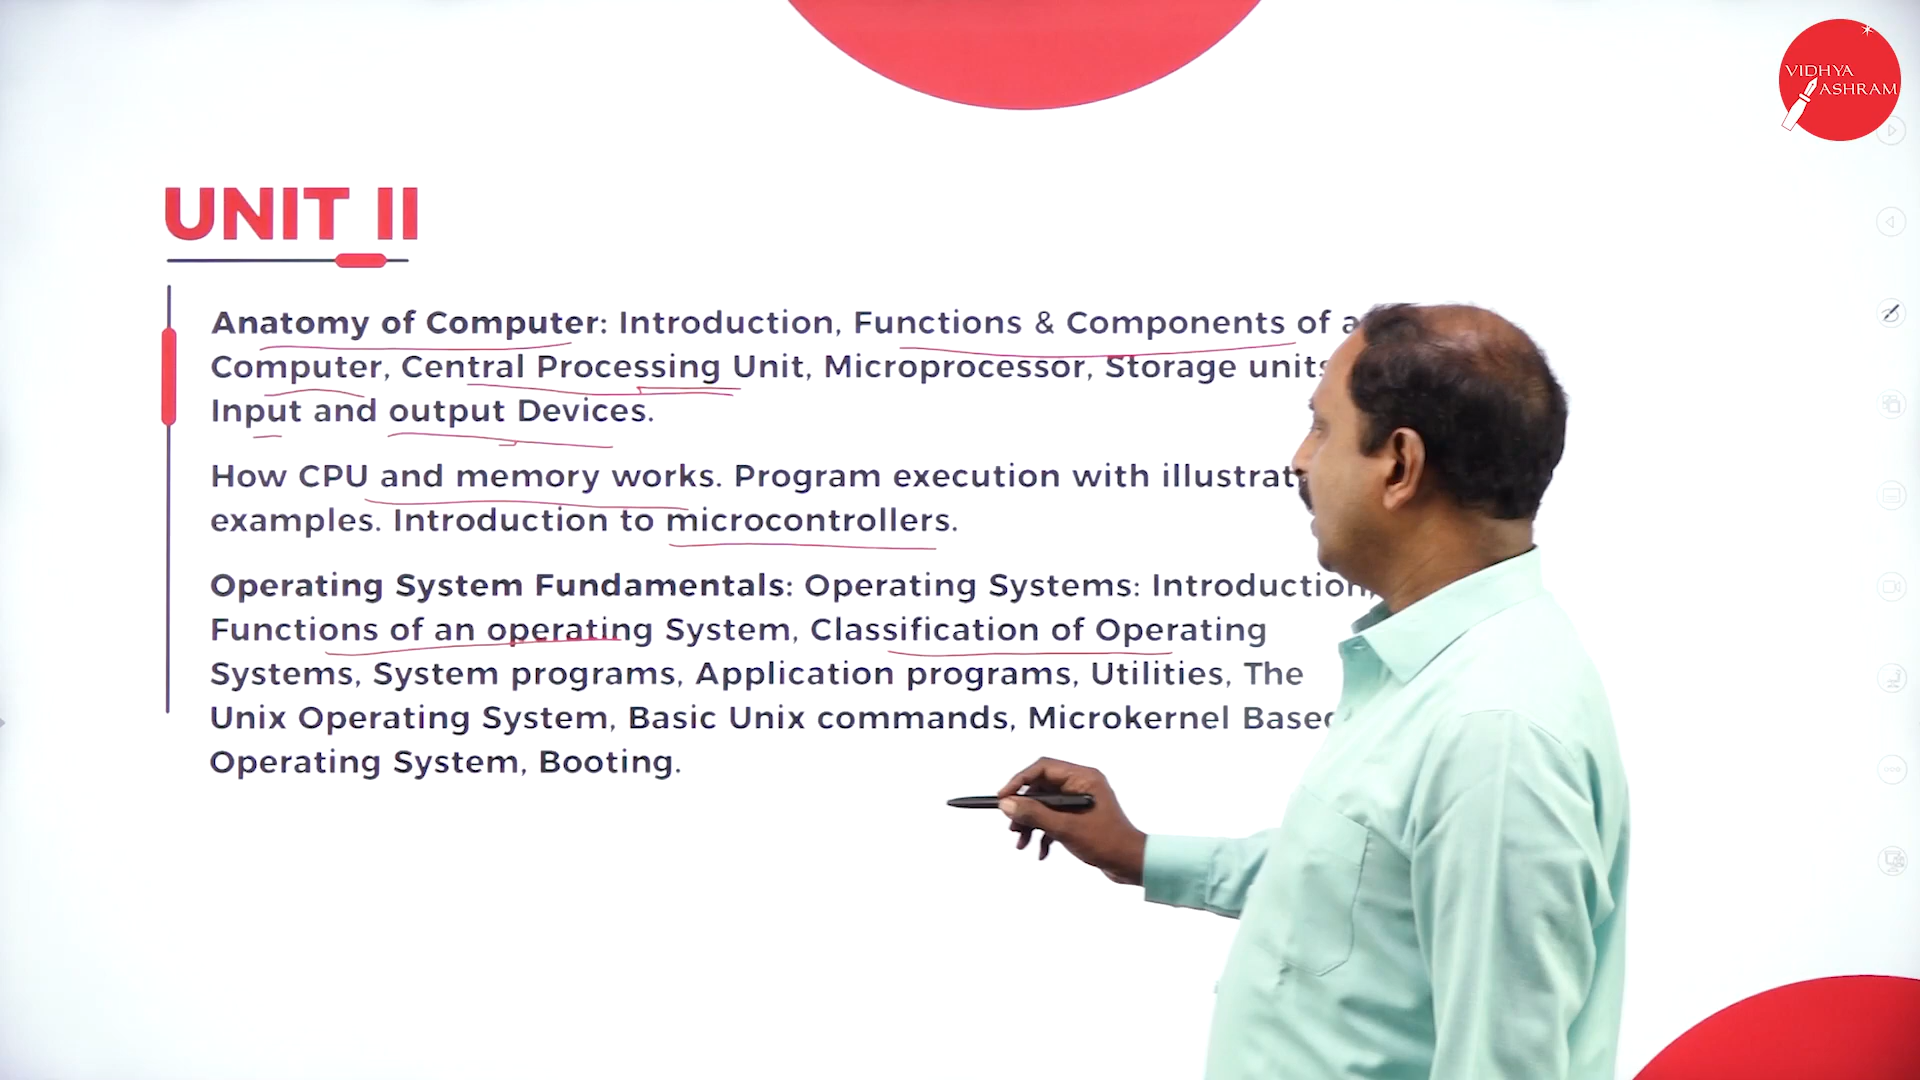 VIDHYA
ASHRAM
UNIT II
Anatomy of Computer: Introduction, Functions & Components of a
Computer, Central Processing Unit, Microprocessor, Storage units
Input and output Devices.
How CPU and memory works. Program execution with
examples. Introduction to microcontrollers.
Operating System Fundamentals: Operating Systems: Introduction,
Functions of an operating System, Classification of Operating
Systems, System programs, Application programs, Utilities, The
Unix Operating System, Basic Unix commands, Microkernel Based
Operating System, Booting.